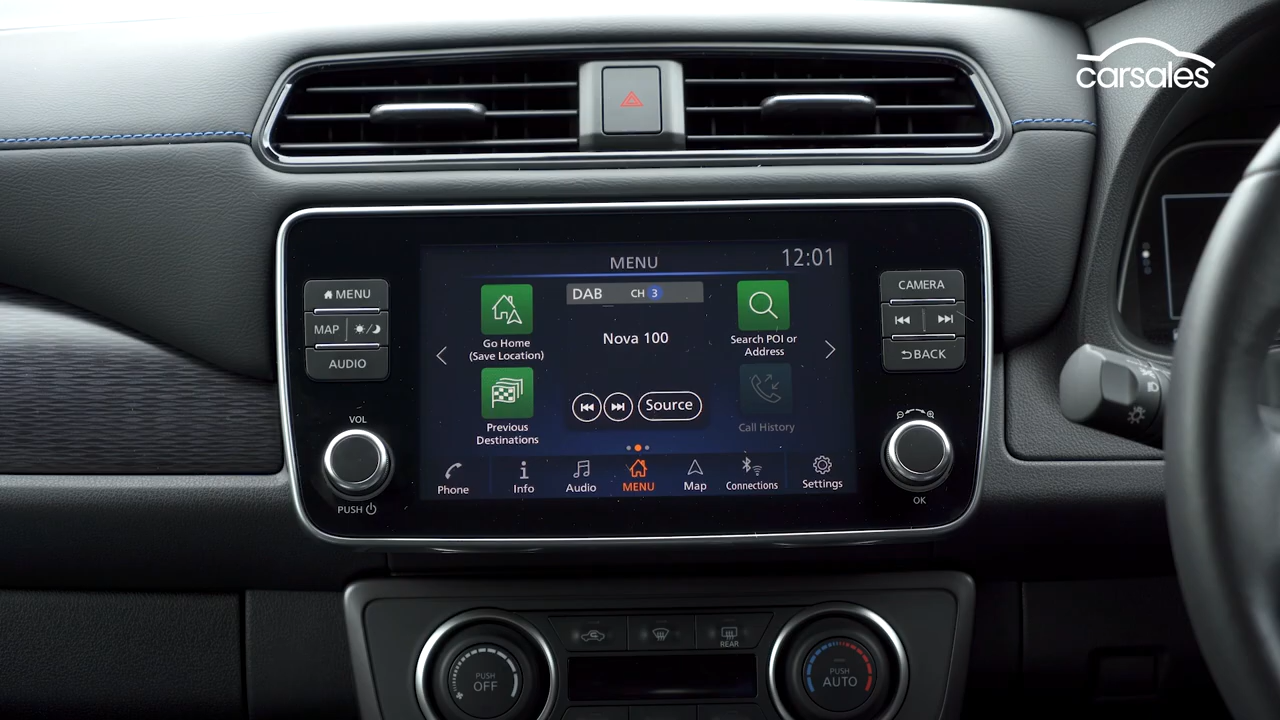 carsales
MENU
MAP
AUDIO
VOL
PUSH
MENU
12:01
DAB CH 3
Nova 100
Go Home
(Save Location)
Previous
Destinations
Source
Search POI or
Address
Call History
Phone
Info
Audio
MENU
Map
Connections
Settings
CAMERA
BACK
OK
REAR
PUSH
OFF
PUSH
AUTO